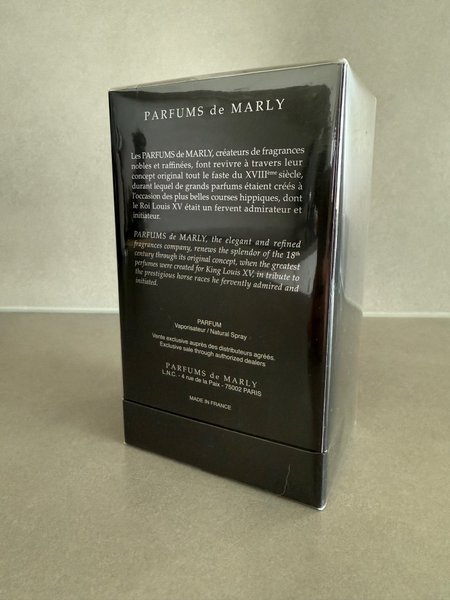 PARFUMS de MARLY
Les PARFUMS de MARLY, créateurs de fragrances
nobles et raffinées, font revivre à travers leur
concept original tout le faste du XVIIIème siècle,
durant lequel de grands parfums étaient créés à
l'occasion des plus belles courses hippiques, dont
le Roi Louis XV était un fervent admirateur et
initiateur.
PARFUMS de MARLY, the elegant and refined
fragrances company, renews the splendor of the 18th
century through its original concept, when the greatest
perfumes were created for King Louis XV, in tribute to
the prestigious horse races he fervently admired and
initiated.
PARFUM
Vaporisateur / Natural Spray
Vente exclusive auprès des distributeurs agréés.
Exclusive sale through authorized dealers
PARFUMS de MARLY
L.N.C. - 4 rue de la Paix - 75002 PARIS
MADE IN FRANCE